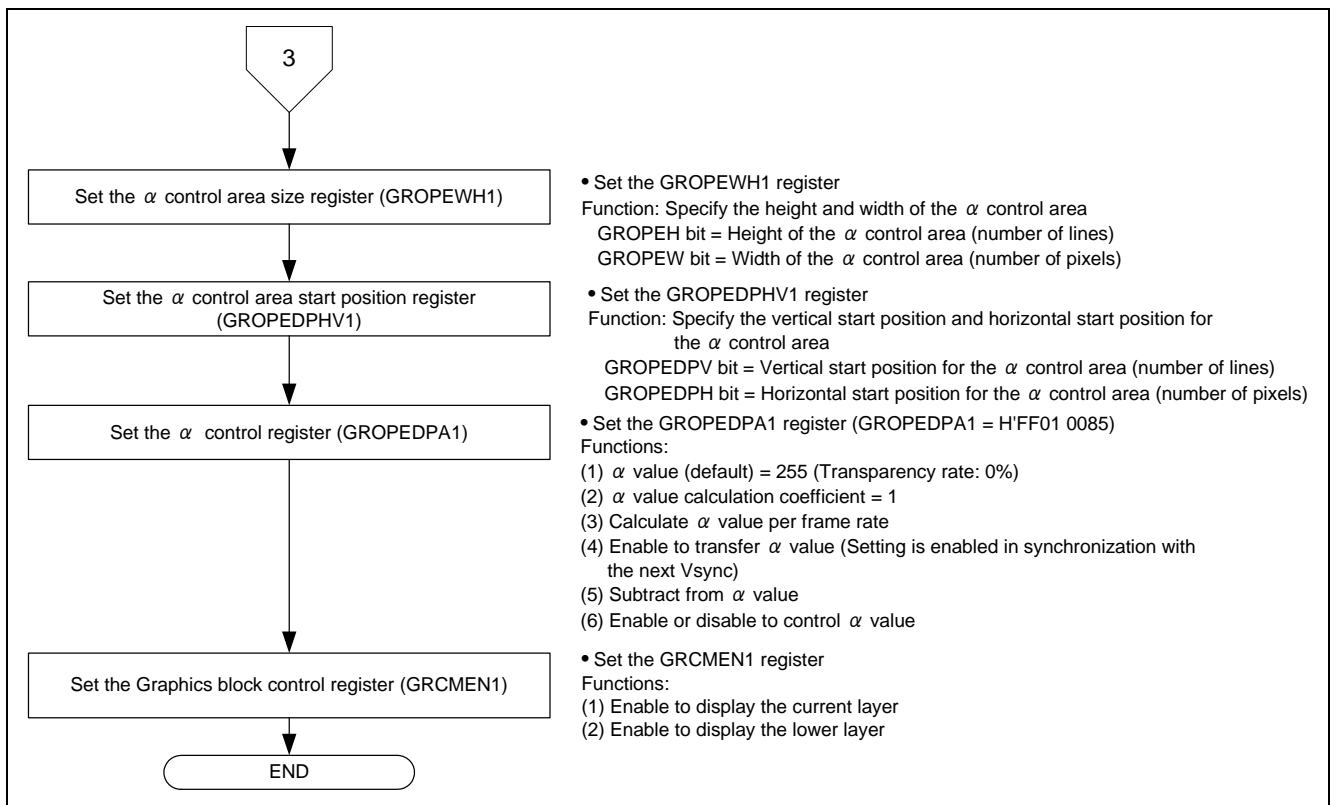 3
Set the α control area size register (GROPEWH1)
• Set the GROPEWH1 register
Function: Specify the height and width of the α control area
GROPEH bit = Height of the α control area (number of lines)
GROPEW bit = Width of the α control area (number of pixels)
Set the α control area start position register
(GROPEDPHV1)
• Set the GROPEDPHV1 register
Function: Specify the vertical start position and horizontal start position for
the α control area
GROPEDPV bit = Vertical start position for the α control area (number of lines)
GROPEDPH bit = Horizontal start position for the α control area (number of pixels)
Set the α control register (GROPEDPA1)
• Set the GROPEDPA1 register (GROPEDPA1 = H'FF01 0085)
Functions:
(1) α value (default) = 255 (Transparency rate: 0%)
(2) α value calculation coefficient = 1
(3) Calculate α value per frame rate
(4) Enable to transfer α value (Setting is enabled in synchronization with
the next Vsync)
(5) Subtract from α value
(6) Enable or disable to control α value
Set the Graphics block control register (GRCMEN1)
• Set the GRCMEN1 register
Functions:
(1) Enable to display the current layer
(2) Enable to display the lower layer
END